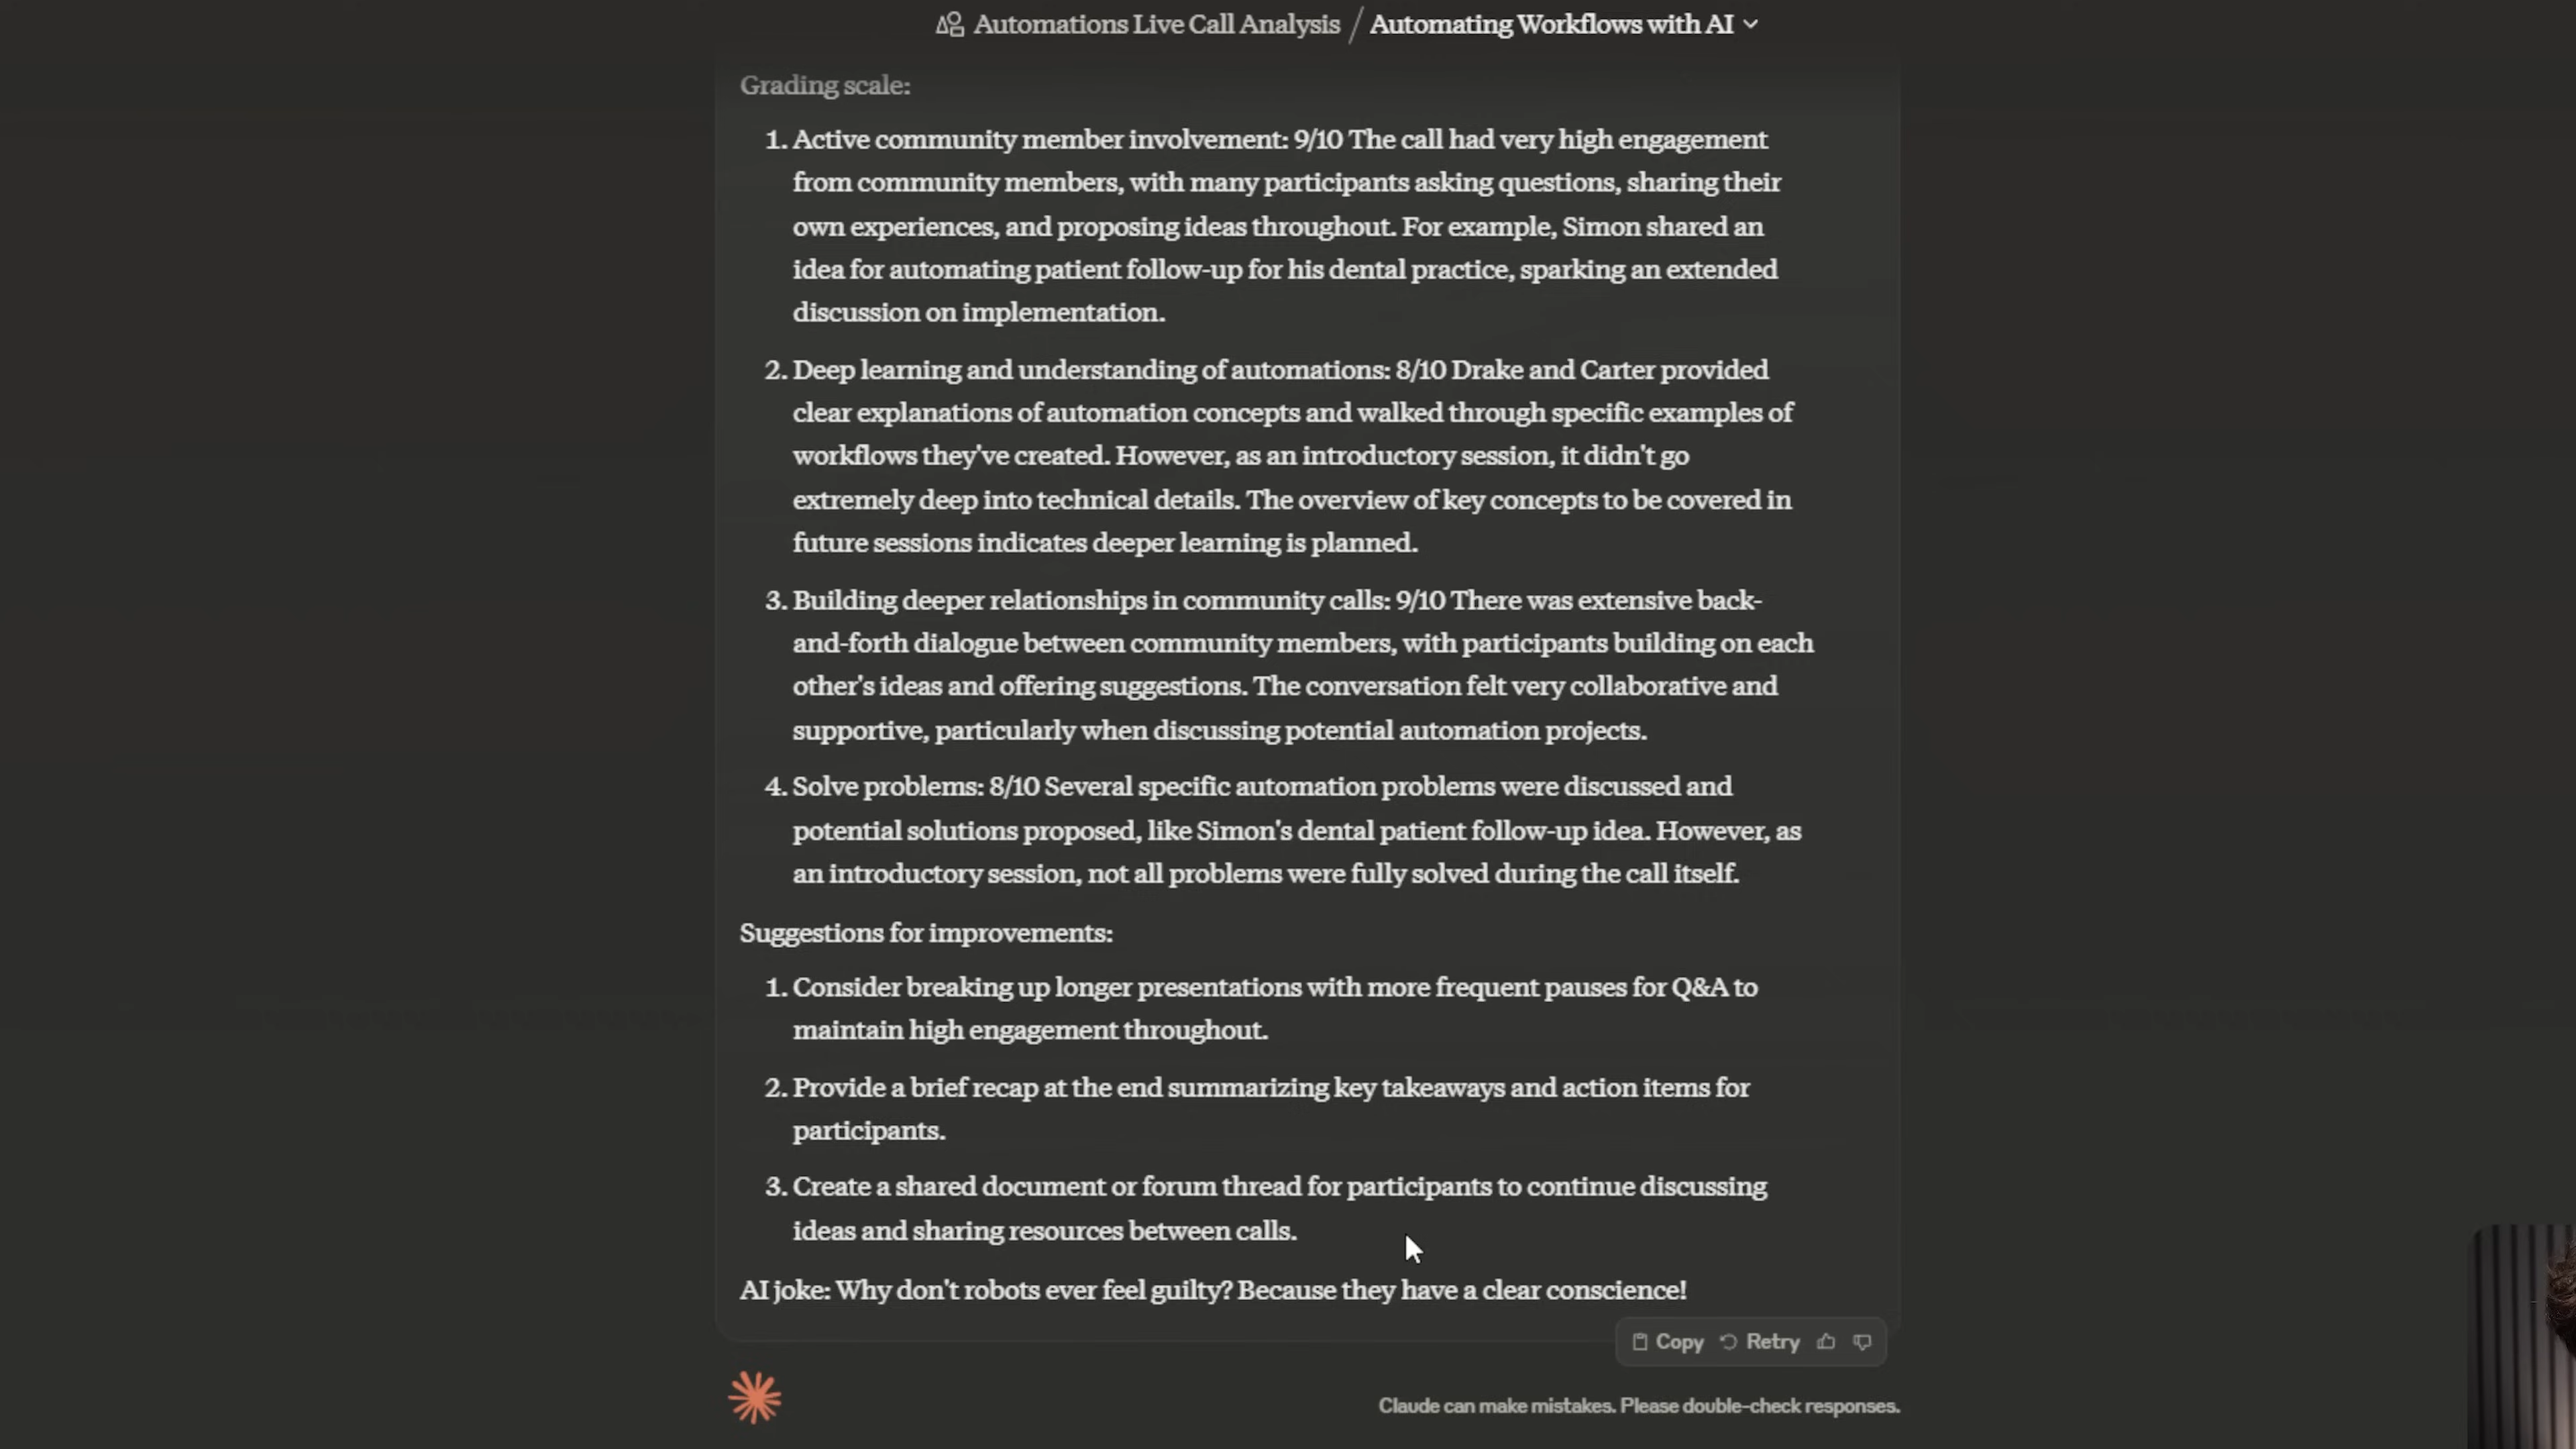 Automations Live Call Analysis / Automating Workflows with AI
Grading scale:
1. Active community member involvement: 9/10 The call had very high engagement
from community members, with many participants asking questions, sharing their
own experiences, and proposing ideas throughout. For example, Simon shared an
idea for automating patient follow-up for his dental practice, sparking an extended
discussion on implementation.
2. Deep learning and understanding of automations: 8/10 Drake and Carter provided
clear explanations of automation concepts and walked through specific examples of
workflows they've created. However, as an introductory session, it didn't go
extremely deep into technical details. The overview of key concepts to be covered in
future sessions indicates deeper learning is planned.
3. Building deeper relationships in community calls: 9/10 There was extensive back-
and-forth dialogue between community members, with participants building on each
other's ideas and offering suggestions. The conversation felt very collaborative and
supportive, particularly when discussing potential automation projects.
4. Solve problems: 8/10 Several specific automation problems were discussed and
potential solutions proposed, like Simon's dental patient follow-up idea. However, as
an introductory session, not all problems were fully solved during the call itself.
Suggestions for improvements:
1. Consider breaking up longer presentations with more frequent pauses for Q&A to
maintain high engagement throughout.
2. Provide a brief recap at the end summarizing key takeaways and action items for
participants.
3. Create a shared document or forum thread for participants to continue discussing
ideas and sharing resources between calls.
AI joke: Why don't robots ever feel guilty? Because they have a clear conscience!
Copy Retry
Claude can make mistakes. Please double-check responses.